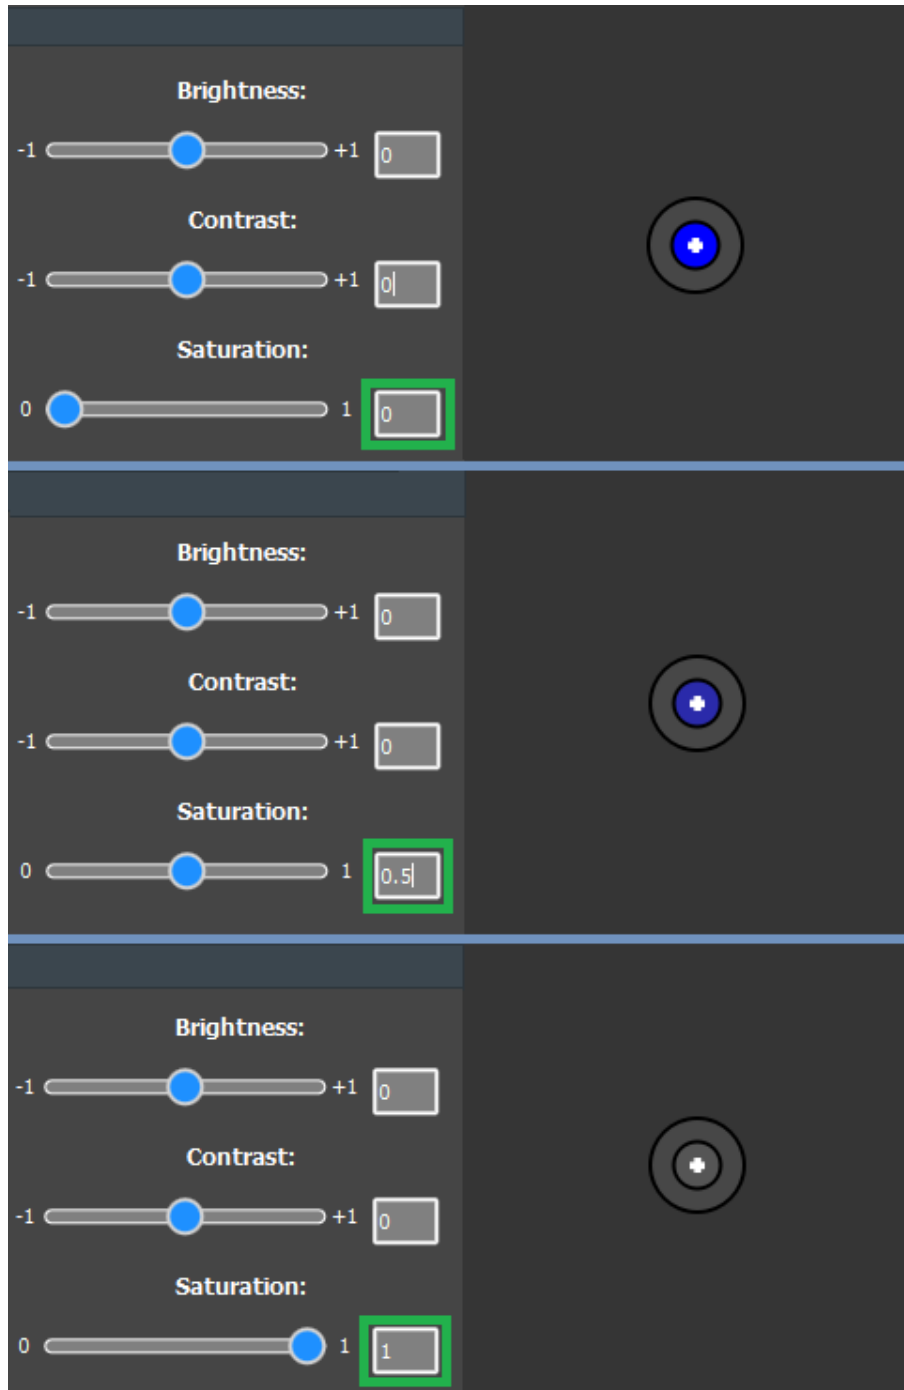 Brightness:
-1 +1 0
Contrast:
-1 +1 0
Saturation:
0 1 0
Brightness:
-1 +1 0
Contrast:
-1 +1 0
Saturation:
0 1 0.5
Brightness:
-1 +1 0
Contrast:
-1 +1 0
Saturation:
0 1 1